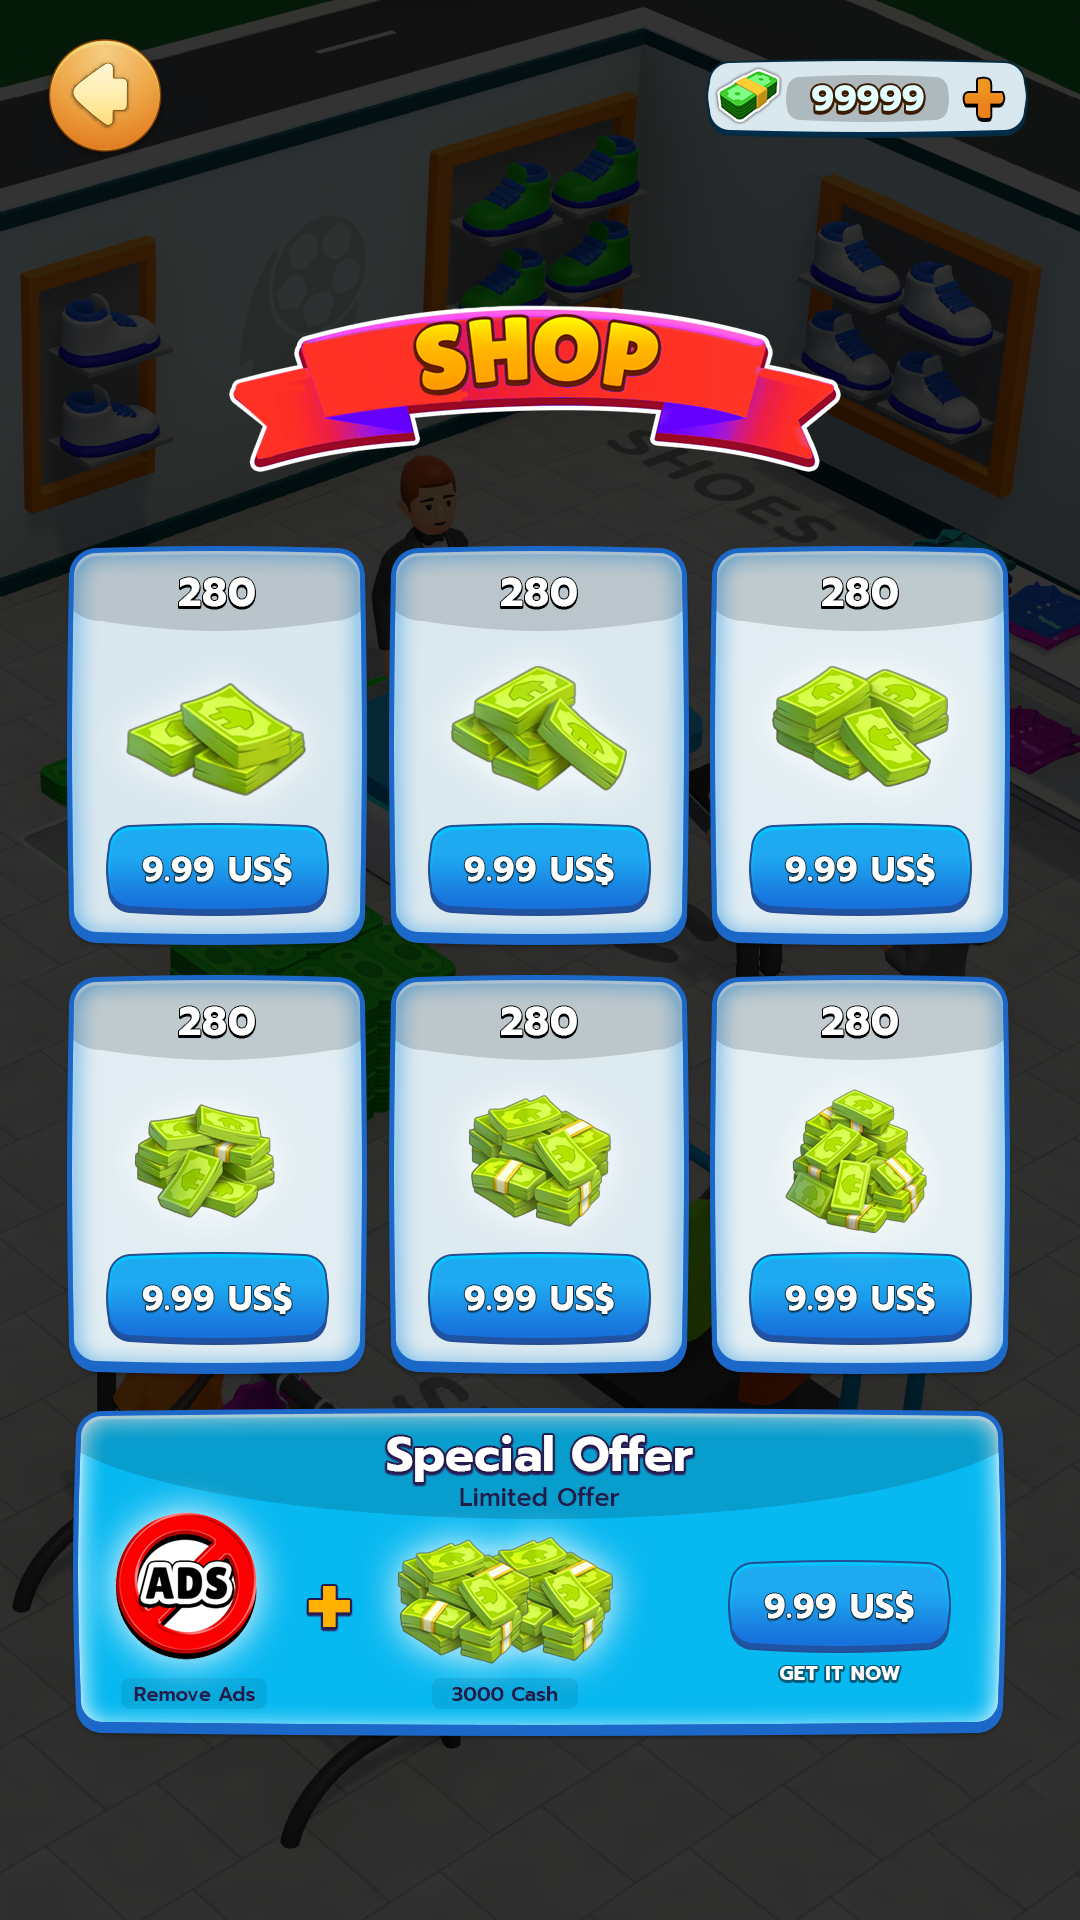 99999
SHOP
SHOES
280
280
280
9.99 US$
9.99 US$
9.99 US$
280
280
280
9.99 US$
9.99 US$
9.99 US$
Special Offer
Limited Offer
ADS
9.99 US$
GET IT NOW
Remove Ads
3000 Cash